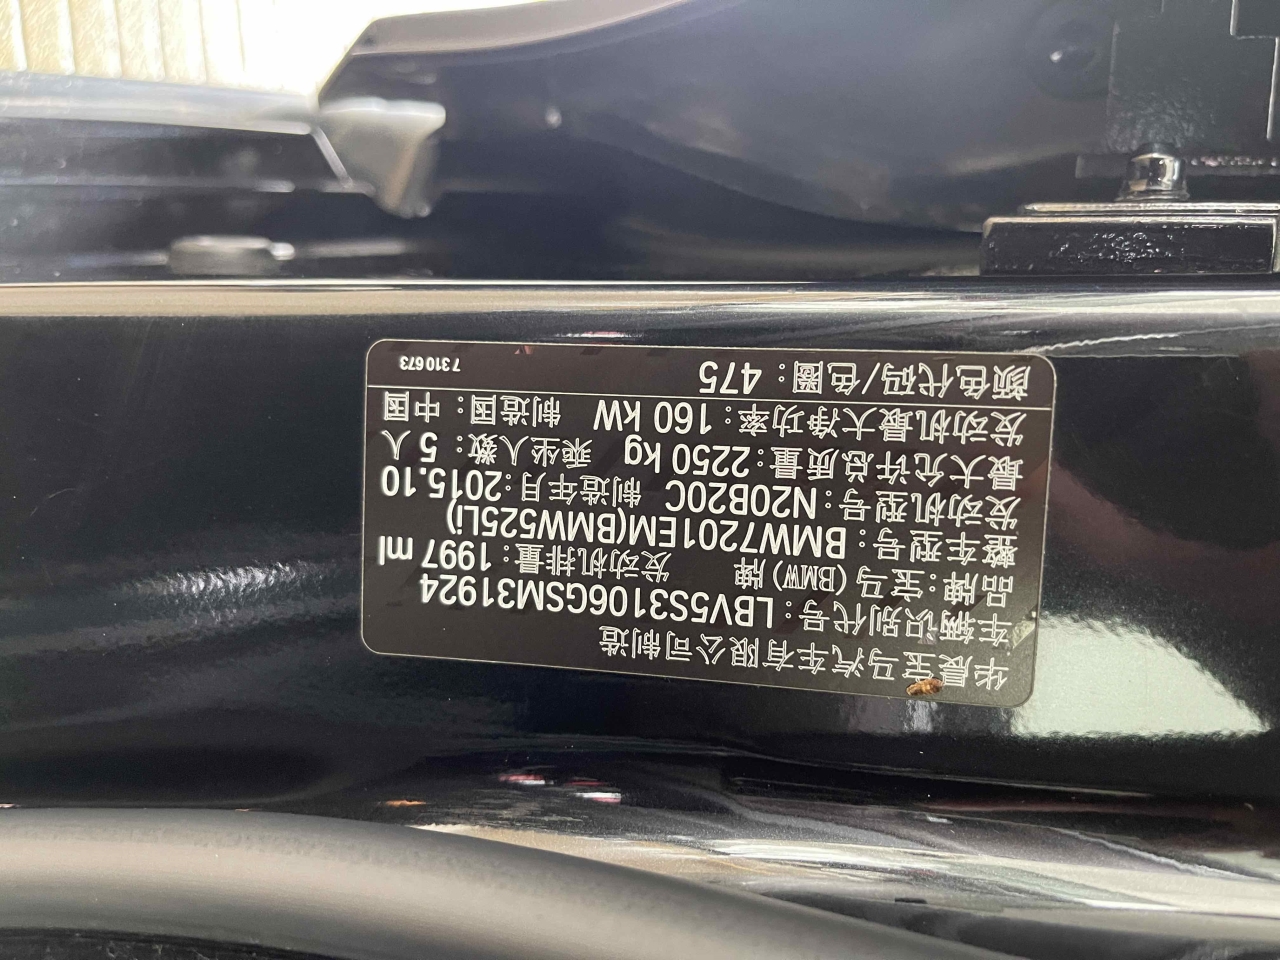 华晨宝马汽车有限公司制造
车辆识别代号：LBV5S3106GSM31924
品牌：宝马（BMW）牌 发动机排量：1997 ml
整车型号：BMW7201EM(BMW525Li)
发动机型号：N20B20C 制造年月：2015.10
最大允许总质量：2250 kg 乘坐人数：5 人
发动机最大净功率：160 kW 制造国：中国
颜色代码/色圈：475 7310673